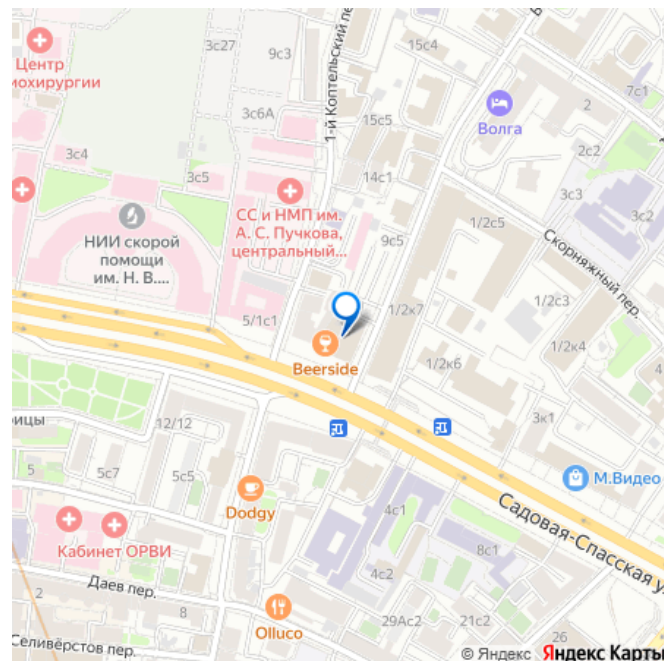 3с27
9с3
15с4
7с1
Центр
иохирургии
1-й Коптельский пер.
2
3с6А
15с5
Волга
2с2
3с4
3с5
14с1
3с3
СС и НМП им.
А. С. Пучкова,
центральный...
3с2
1/2с5
НИИ скорой
помощи
им. Н. В....
9с5
Скорняжный пер.
5/1с1
1/2к7
1/2с3
1/2к4
Beerside
1/2к6
4
рицы
12/12
3к1
5
5с7
5с5
М.Видео
Dodgy
4с1
Садовая-Спасская у
Кабинет ОРВИ
8с1
4с2
Даев пер.
8
29Ас2
21с2
Olluco
26
Селивёрстов пер.
© Яндекс Яндекс Карты